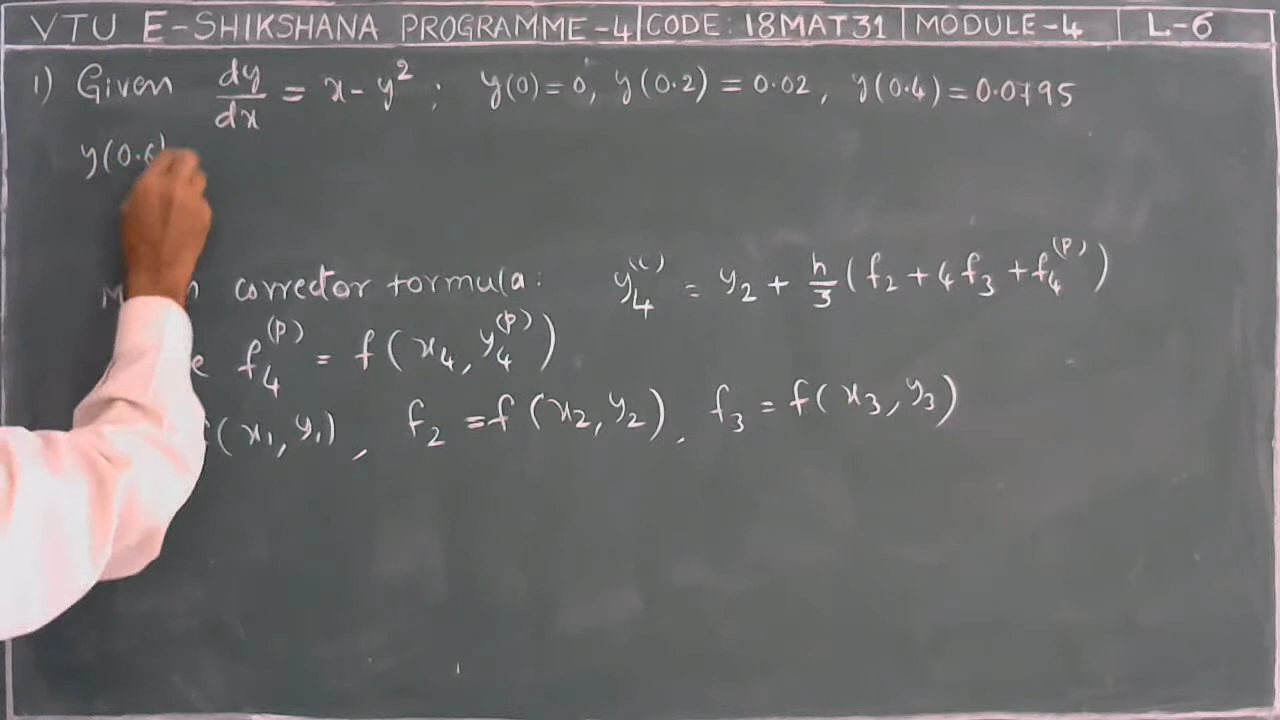 VTU E-SHIKSHANA PROGRAMME-4 | CODE: 18MAT31 | MODULE-4 | L-6
1) Given dy/dx = x - y² ; y(0) = 0, y(0.2) = 0.02, y(0.4) = 0.0795
y(0.6)
corrector formula: y₄⁽ᶜ⁾ = y₂ + h/3 (f₂ + 4f₃ + f₄⁽ᵖ⁾)
f₄⁽ᵖ⁾ = f(x₄, y₄⁽ᵖ⁾)
(x₁, y₁), f₂ = f(x₂, y₂), f₃ = f(x₃, y₃)